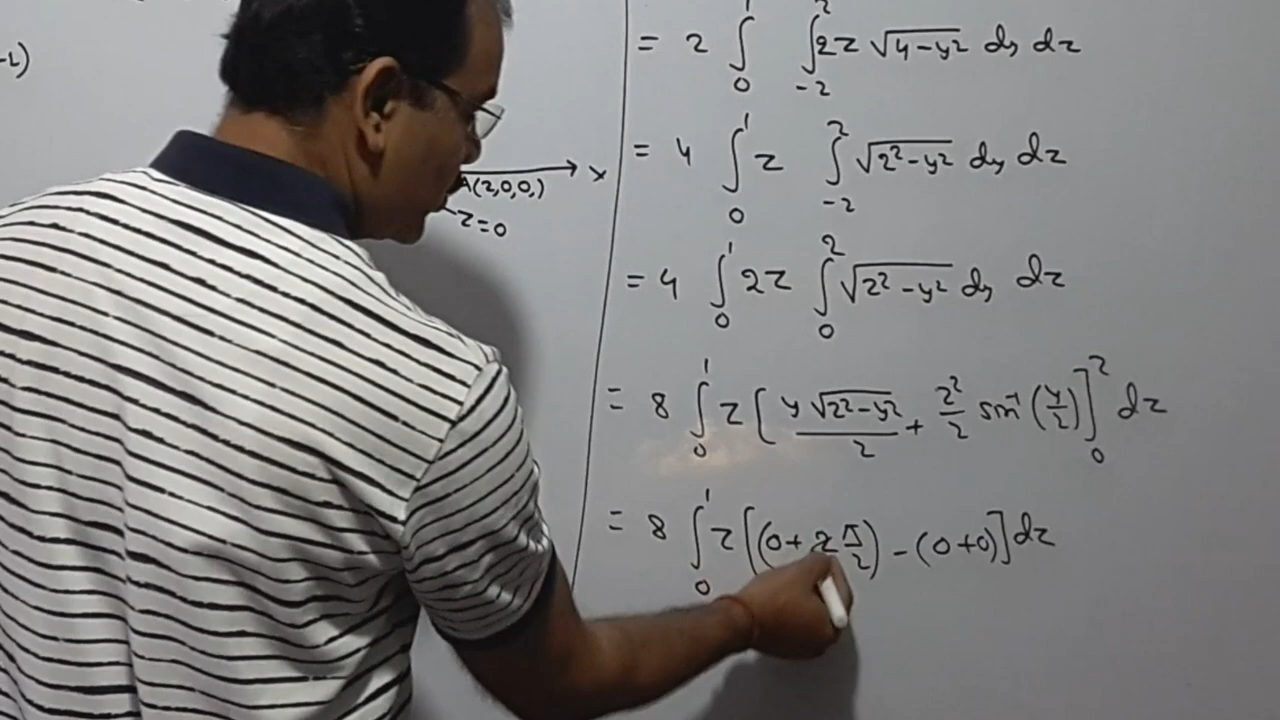 -2)
A(2,0,0,)
x
z=0
= 2 ∫₀¹ ∫₋₂² 2z √(4-y²) dy dz
= 4 ∫₀¹ z ∫₋₂² √(2²-y²) dy dz
= 4 ∫₀¹ 2z ∫₀² √(2²-y²) dy dz
= 8 ∫₀¹ z [ y√(2²-y²)/2 + 2²/2 sin⁻¹(y/2) ]₀² dz
= 8 ∫₀¹ z [(0+2 π/2) - (0+0)] dz